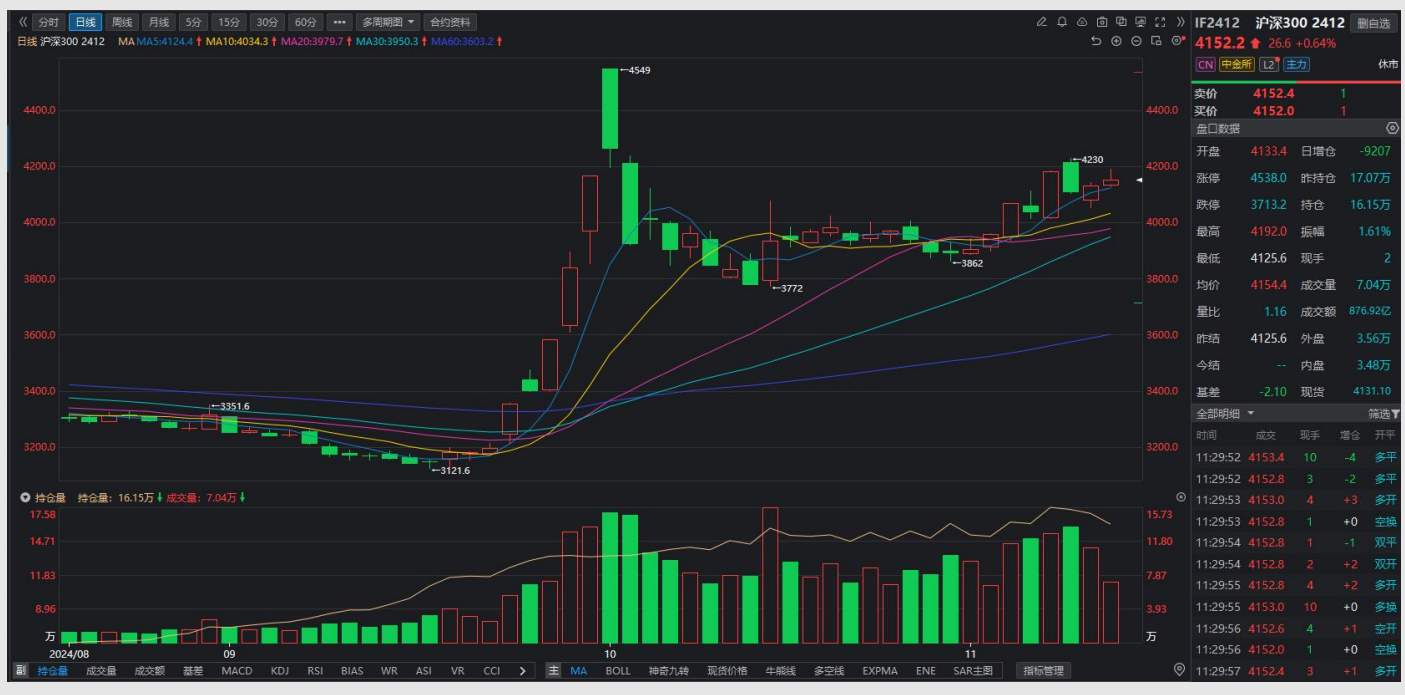 分时 日线 周线 月线 5分 15分 30分 60分 ••• 多周期图 合约资料
日线 沪深300 2412 MA MA5:4124.4 MA10:4034.3 MA20:3979.7 MA30:3950.3 MA60:3603.2
4549
4400.0 4400.0
4230
4200.0 4200.0
4000.0 4000.0
3862
3800.0 3800.0
3772
3600.0 3600.0
3400.0 3400.0
3351.6
3200.0 3200.0
3121.6
持仓量 持仓量: 16.15万 成交量: 7.04万
17.58 15.73
14.71 11.80
11.83 7.87
8.96 3.93
万 万
2024/08 09 10 11
副 持仓量 成交量 成交额 基差 MACD KDJ RSI BIAS WR ASI VR CCI 主 MA BOLL 神奇九转 现货价格 牛熊线 多空线 EXPMA ENE SAR主图 指标管理
IF2412 沪深300 2412 删自选
4152.2 26.6 +0.64%
CN 中金所 L2 主力 休市
卖价 4152.4 1
买价 4152.0 1
盘口数据
开盘 4133.4 日增仓 -9207
涨停 4538.0 昨持仓 17.07万
跌停 3713.2 持仓 16.15万
最高 4192.0 振幅 1.61%
最低 4125.6 现手 2
均价 4154.4 成交量 7.04万
量比 1.16 成交额 876.92亿
昨结 4125.6 外盘 3.56万
今结 -- 内盘 3.48万
基差 -2.10 现货 4131.10
全部明细 筛选
时间 成交 现手 增仓 开平
11:29:52 4153.4 10 -4 多平
11:29:52 4152.8 3 -2 多平
11:29:53 4153.0 4 +3 多开
11:29:53 4152.8 1 +0 空换
11:29:54 4152.8 1 -1 双平
11:29:54 4152.8 2 +2 双开
11:29:55 4152.8 4 +2 多开
11:29:55 4153.0 10 +0 多换
11:29:56 4152.6 4 +1 空开
11:29:56 4152.0 1 +0 空换
11:29:57 4152.4 3 +1 多开